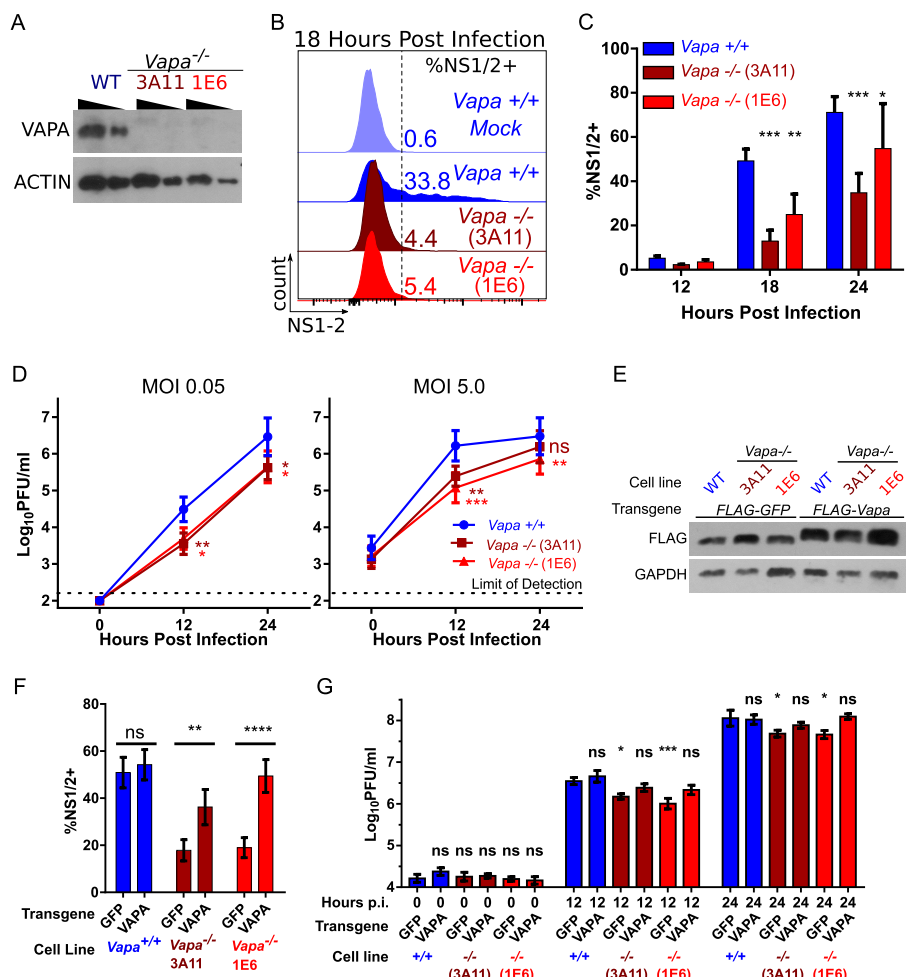 A
Vapa-/-
WT 3A11 1E6
VAPA
ACTIN
B
18 Hours Post Infection
%NS1/2+
Vapa +/+
Mock
0.6
Vapa +/+
33.8
Vapa -/-
(3A11)
4.4
Vapa -/-
(1E6)
5.4
count
NS1-2
C
Vapa +/+
Vapa -/- (3A11)
Vapa -/- (1E6)
%NS1/2+
100
80
60
40
20
0
*** ** *** *
12 18 24
Hours Post Infection
D
MOI 0.05
Log10PFU/ml
7
6
5
4
3
2
*
*
**
*
0 12 24
Hours Post Infection
MOI 5.0
7
6
5
4
3
2
ns
**
**
***
Vapa +/+
Vapa -/- (3A11)
Vapa -/- (1E6)
Limit of Detection
0 12 24
Hours Post Infection
E
Vapa-/- Vapa-/-
Cell line WT 3A11 1E6 WT 3A11 1E6
Transgene FLAG-GFP FLAG-Vapa
FLAG
GAPDH
F
%NS1/2+
80
60
40
20
0
ns ** ****
Transgene GFP VAPA GFP VAPA GFP VAPA
Cell Line Vapa+/+ Vapa-/- 3A11 Vapa-/- 1E6
G
Log10PFU/ml
8
6
4
ns ns ns ns ns
ns * ns *** ns
ns * ns * ns
Hours p.i. 0 0 0 0 0 0 12 12 12 12 12 12 24 24 24 24 24 24
Transgene GFP VAPA GFP VAPA GFP VAPA GFP VAPA GFP VAPA GFP VAPA GFP VAPA GFP VAPA GFP VAPA
Cell line +/+ -/- -/- +/+ -/- -/- +/+ -/- -/-
(3A11) (1E6) (3A11) (1E6) (3A11) (1E6)